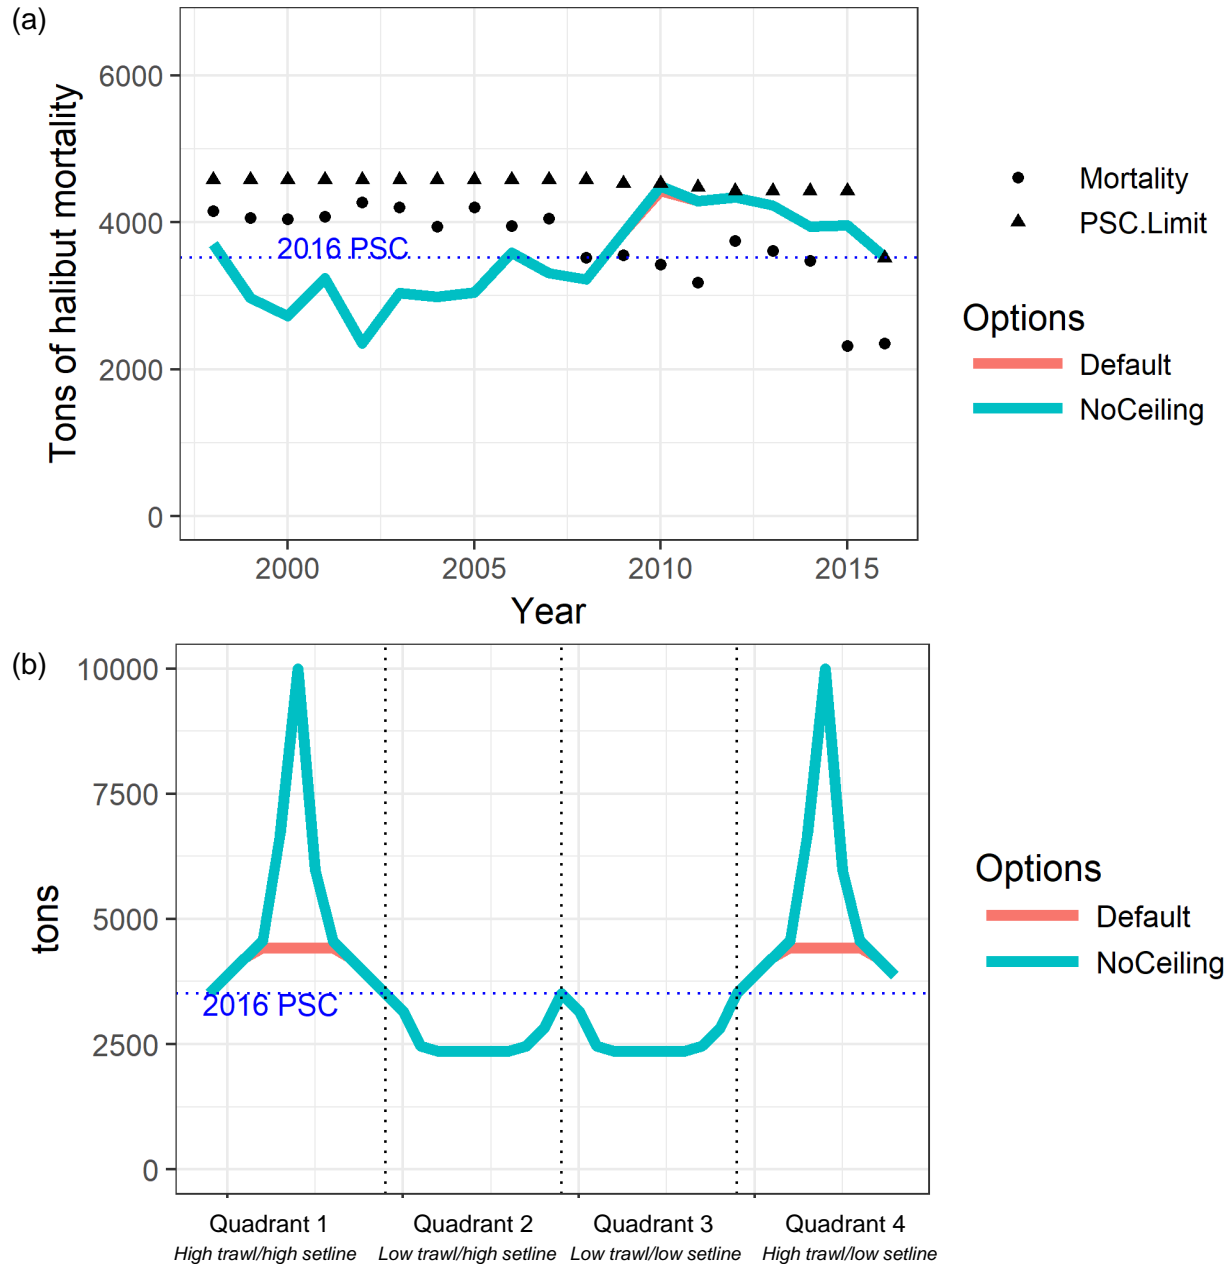 (a)
6000
4000
2000
0
Tons of halibut mortality
2016 PSC
2000 2005 2010 2015
Year
Mortality
PSC.Limit
Options
Default
NoCeiling
(b)
10000
7500
5000
2500
0
tons
2016 PSC
Quadrant 1 Quadrant 2 Quadrant 3 Quadrant 4
High trawl/high setline Low trawl/high setline Low trawl/low setline High trawl/low setline
Options
Default
NoCeiling